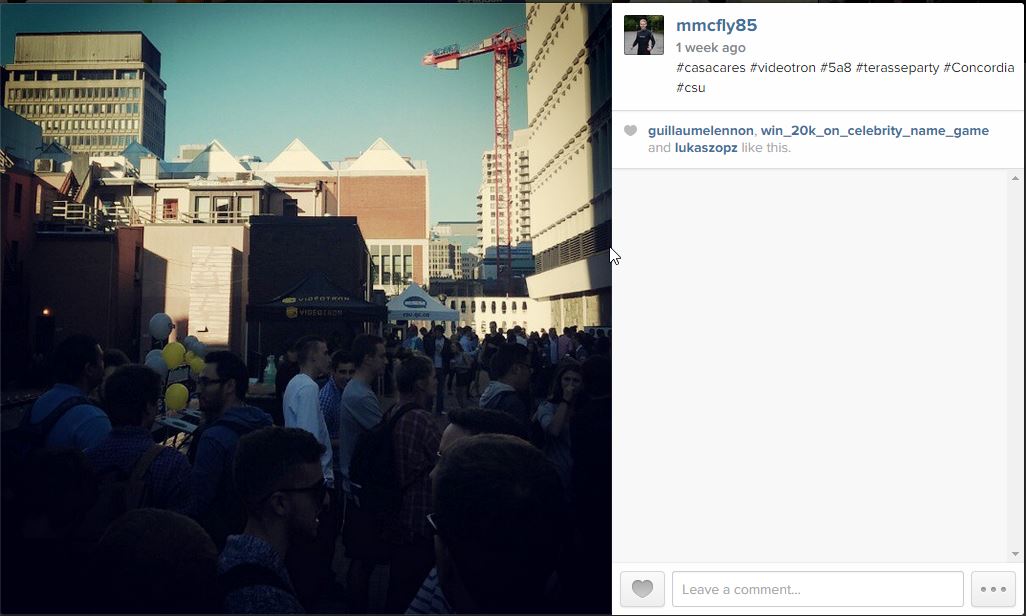 mmcfly85
1 week ago
#casacares #videotron #5a8 #terasseparty #Concordia
#csu
guillaumelennon, win_20k_on_celebrity_name_game
and lukaszopz like this.
VIDEOTRON
VIDEOTRON
csu.qc.ca
Leave a comment...